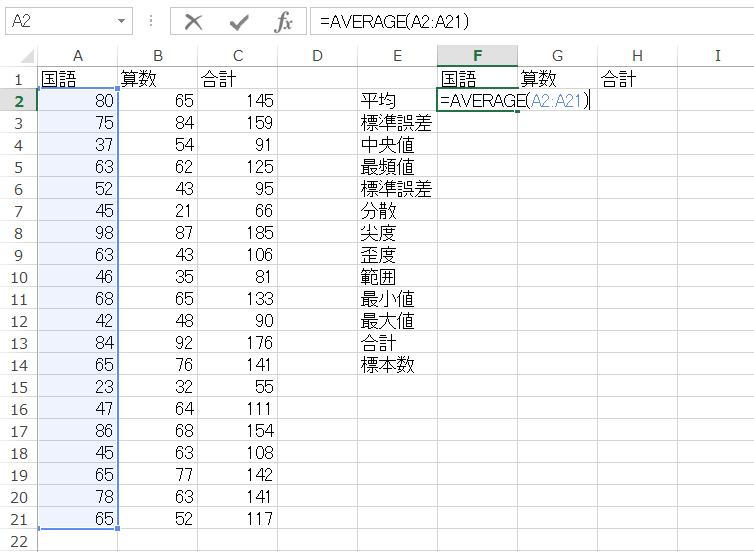 A2 fx =AVERAGE(A2:A21)
A B C D E F G H I
1 国語 算数 合計 国語 算数 合計
2 80 65 145 平均 =AVERAGE(A2:A21)
3 75 84 159 標準誤差
4 37 54 91 中央値
5 63 62 125 最頻値
6 52 43 95 標準誤差
7 45 21 66 分散
8 98 87 185 尖度
9 63 43 106 歪度
10 46 35 81 範囲
11 68 65 133 最小値
12 42 48 90 最大値
13 84 92 176 合計
14 65 76 141 標本数
15 23 32 55
16 47 64 111
17 86 68 154
18 45 63 108
19 65 77 142
20 78 63 141
21 65 52 117
22